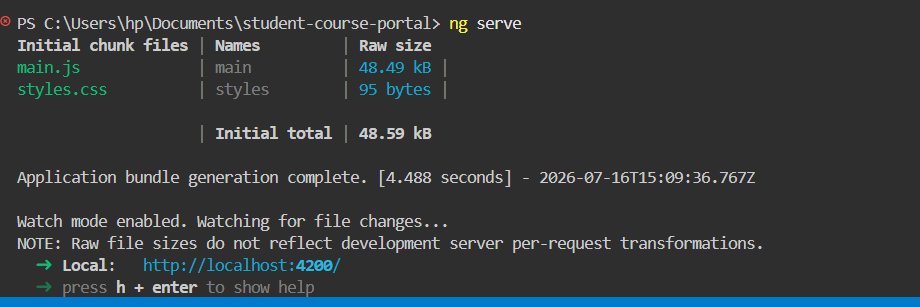 PS C:\Users\hp\Documents\student-course-portal> ng serve
Initial chunk files | Names | Raw size
main.js | main | 48.49 kB |
styles.css | styles | 95 bytes |
| Initial total | 48.59 kB
Application bundle generation complete. [4.488 seconds] - 2026-07-16T15:09:36.767Z
Watch mode enabled. Watching for file changes...
NOTE: Raw file sizes do not reflect development server per-request transformations.
➜ Local: http://localhost:4200/
➜ press h + enter to show help